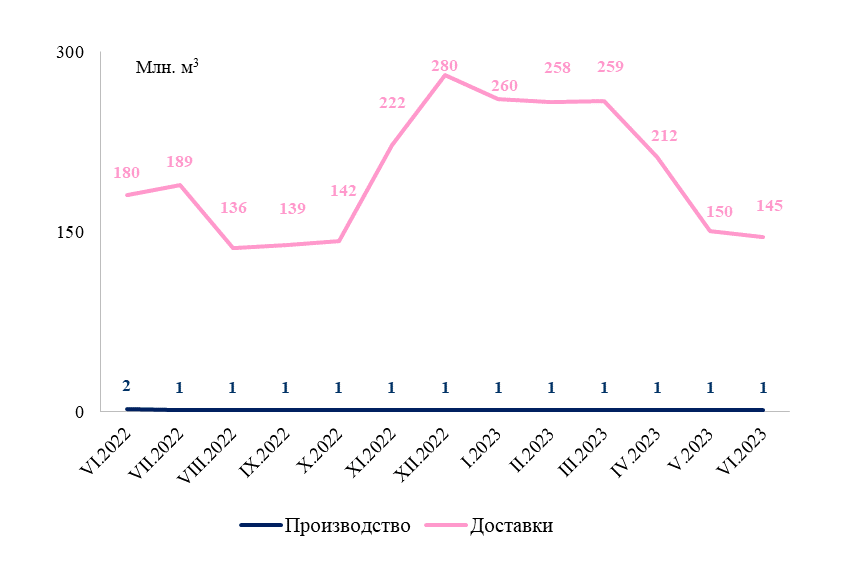 300
Млн. м³
280
260
258
259
222
212
180
189
136
139
142
150
145
150
2
1
1
1
1
1
1
1
1
1
1
1
1
0
VI.2022
VII.2022
VIII.2022
IX.2022
X.2022
XI.2022
XII.2022
I.2023
II.2023
III.2023
IV.2023
V.2023
VI.2023
Производство
Доставки